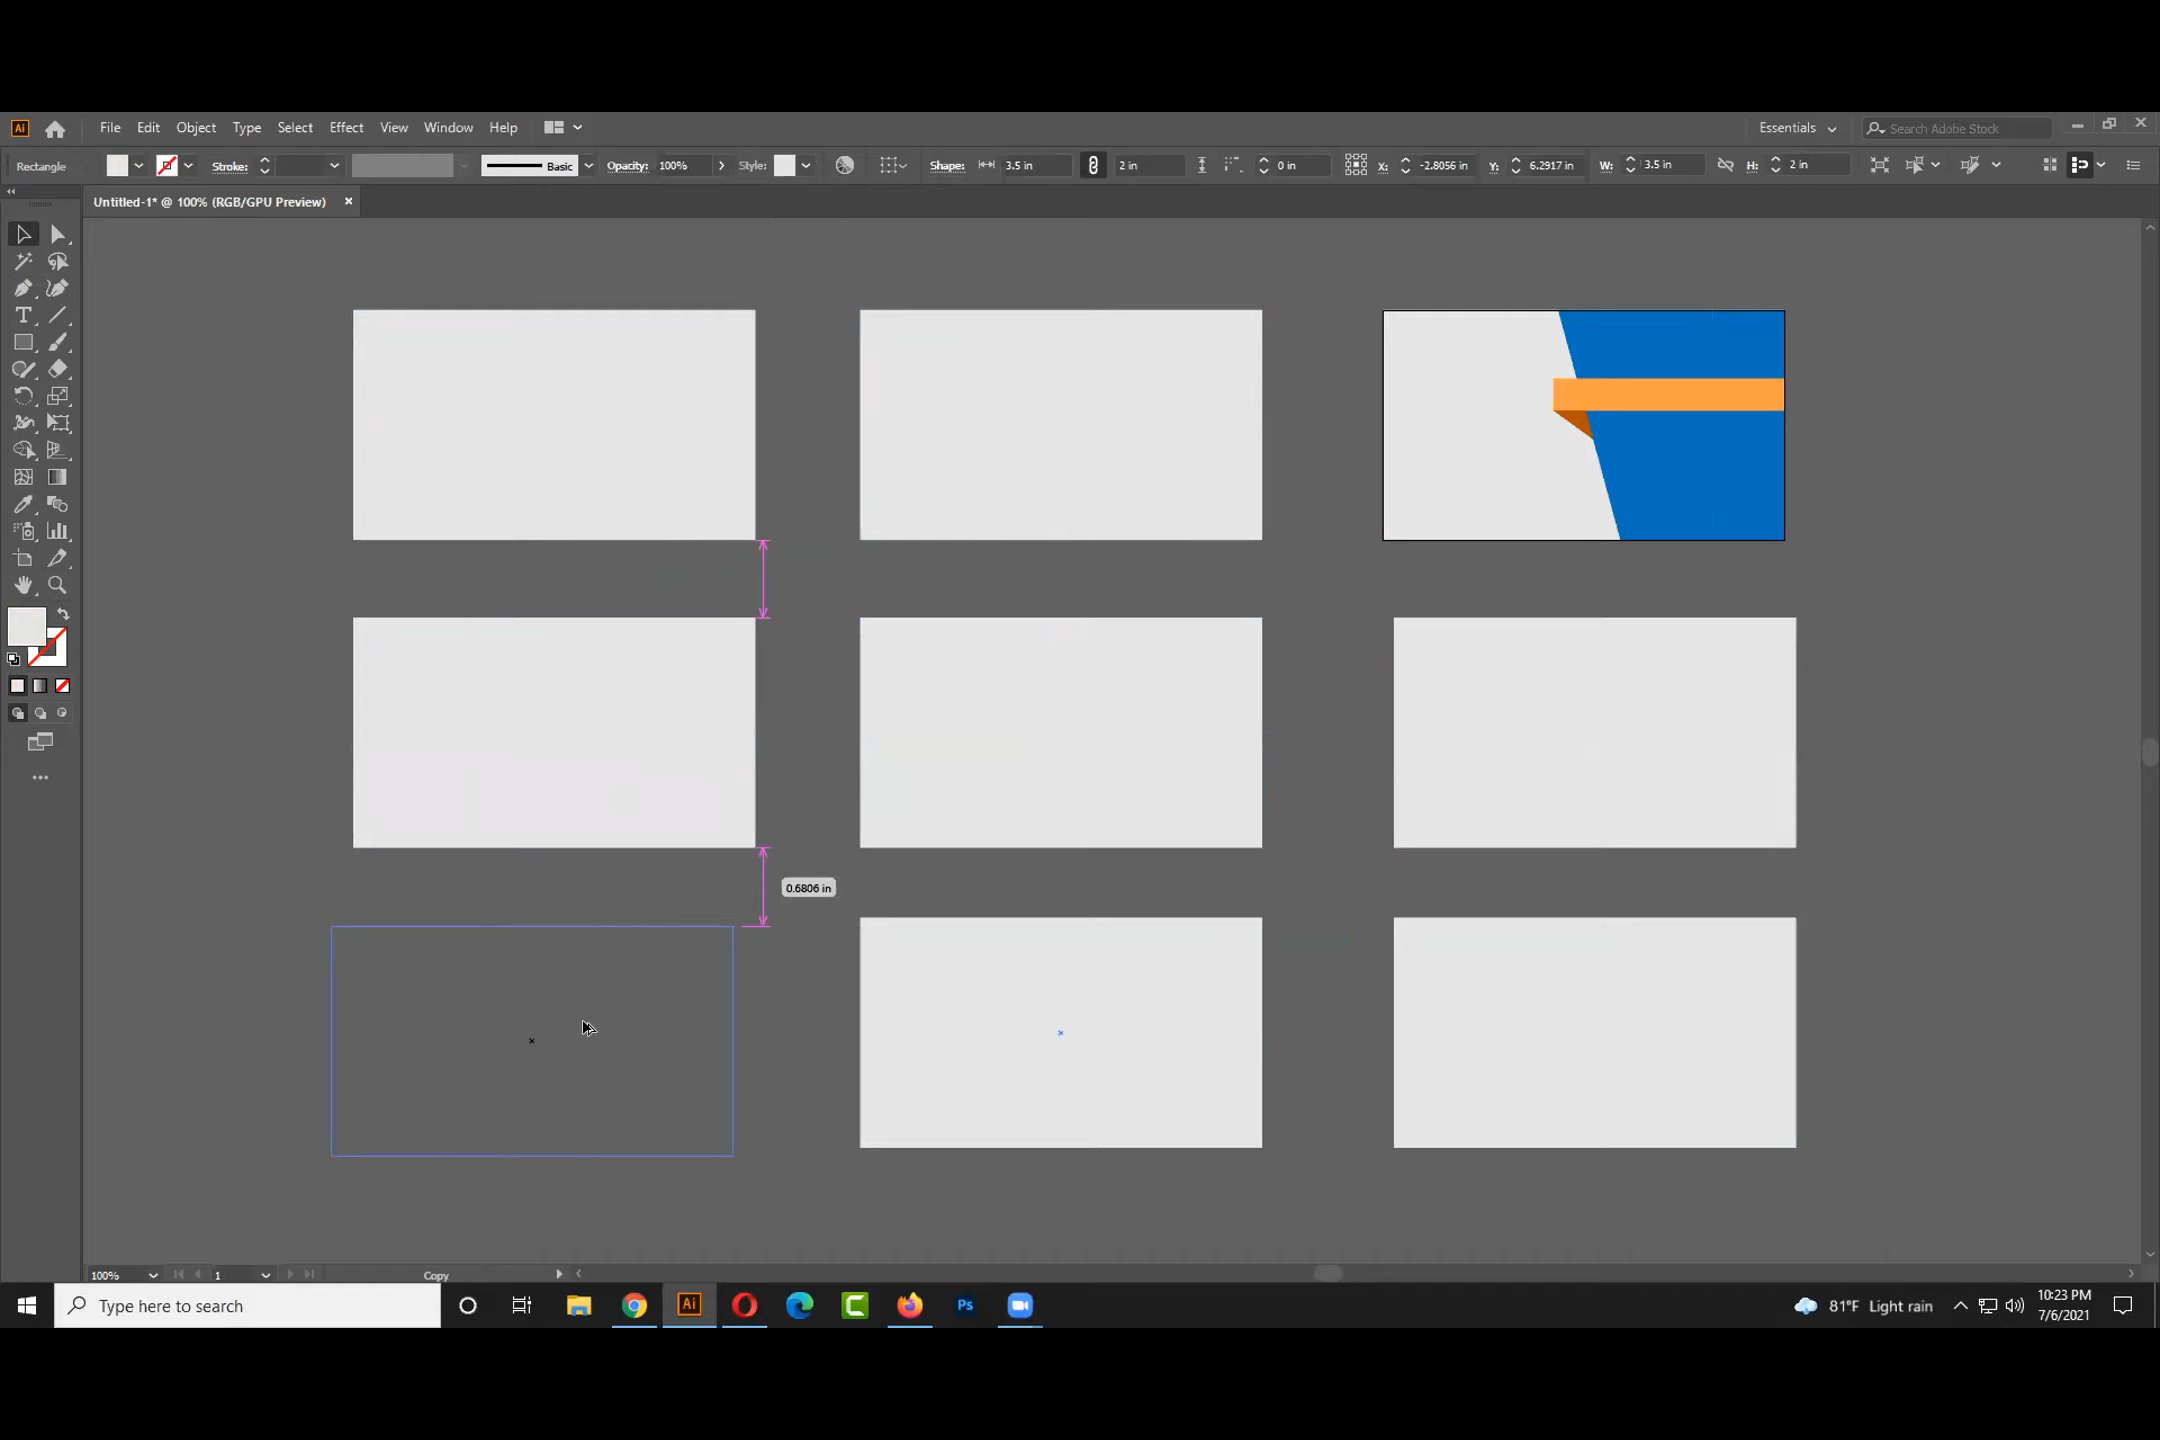 Ai File Edit Object Type Select Effect View Window Help Essentials Search Adobe Stock
Rectangle Stroke: Basic Opacity: 100% Style: Shape: 3.5 in 2 in 0 in X: -2.8056 in Y: 6.2917 in W: 3.5 in H: 2 in
Untitled-1* @ 100% (RGB/GPU Preview)
0.6806 in
100% 1 Copy
Type here to search Ai Ps 81°F Light rain 10:23 PM
7/6/2021